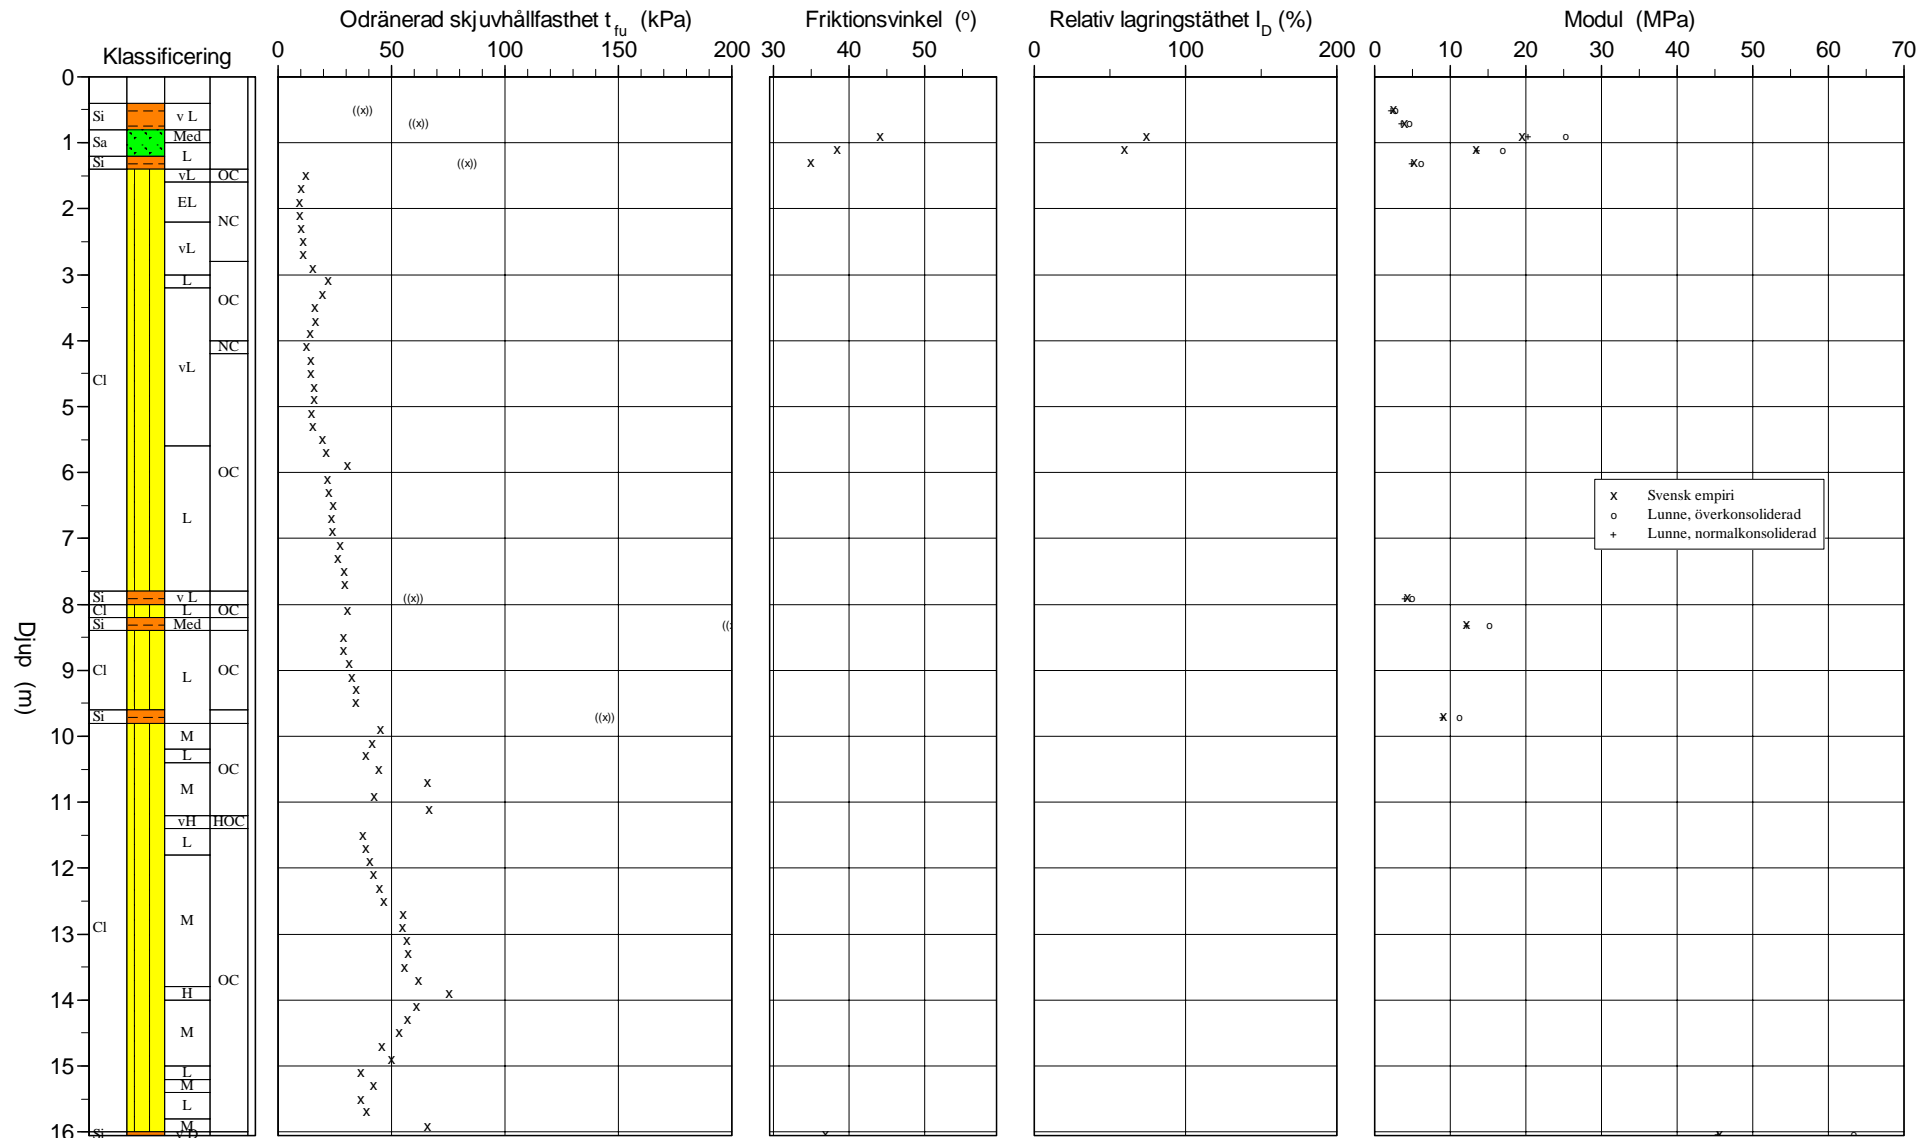 Odränerad skjuvhållfasthet t fu (kPa)
Friktionsvinkel (o)
Relativ lagringstäthet I D (%)
Modul (MPa)
Klassificering
0 50 100 150 200
30 40 50
0 100 200
0 10 20 30 40 50 60 70
Djup (m)
0
Si v L
((x))
((x))
Sa Med
1
L
Si
((x))
vL OC
EL
2
NC
vL
3
L
OC
4
NC
vL
Cl
5
6
OC
x Svensk empiri
o Lunne, överkonsoliderad
+ Lunne, normalkonsoliderad
L
7
Si v L
((x))
8
Cl L OC
Si Med
((x
9
Cl L OC
Si
((x))
10
M
L
OC
M
11
vH HOC
L
12
M
13
Cl
OC
H
14
M
15
L
M
L
M
16
Si v D